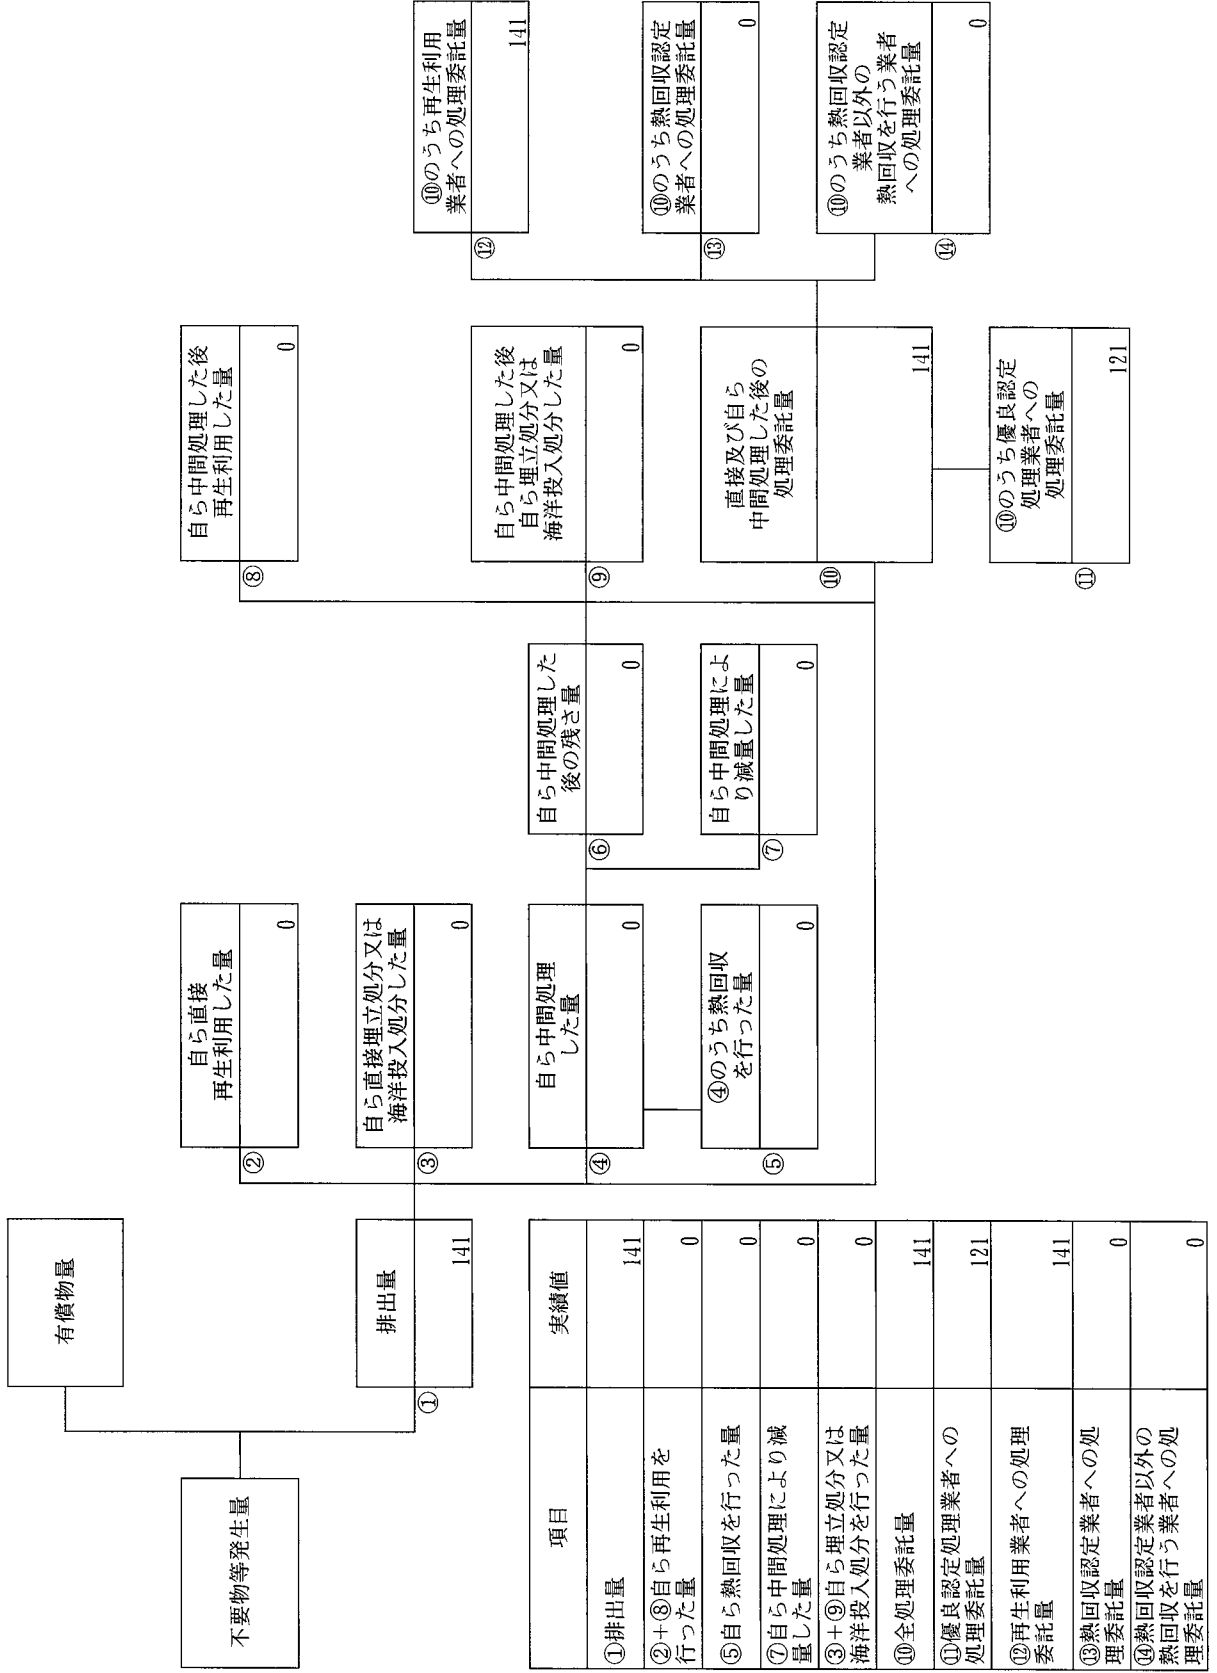 有償物量
不要物等発生量
排出量
①
141
自ら直接
再生利用した量
②
0
自ら直接埋立処分又は
海洋投入処分した量
③
0
自ら中間処理
した量
④
0
④のうち熱回収
を行った量
⑤
0
自ら中間処理した
後の残さ量
⑥
0
自ら中間処理によ
り減量した量
⑦
0
自ら中間処理した後
再生利用した量
⑧
0
自ら中間処理した後
自ら埋立処分又は
海洋投入処分した量
⑨
0
直接及び自ら
中間処理した後の
処理委託量
⑩
141
⑩のうち優良認定
処理業者への
処理委託量
⑪
121
⑩のうち再生利用
業者への処理委託量
⑫
141
⑩のうち熱回収認定
業者への処理委託量
⑬
0
⑩のうち熱回収認定
業者以外の
熱回収を行う業者
への処理委託量
⑭
0
項目 実績値
①排出量 141
②+⑧自ら再生利用を
行った量 0
⑤自ら熱回収を行った量 0
⑦自ら中間処理により減
量した量 0
③+⑨自ら埋立処分又は
海洋投入処分を行った量 0
⑩全処理委託量 141
⑪優良認定処理業者への
処理委託量 121
⑫再生利用業者への処理
委託量 141
⑬熱回収認定業者への処
理委託量 0
⑭熱回収認定業者以外の
熱回収を行う業者への処
理委託量 0